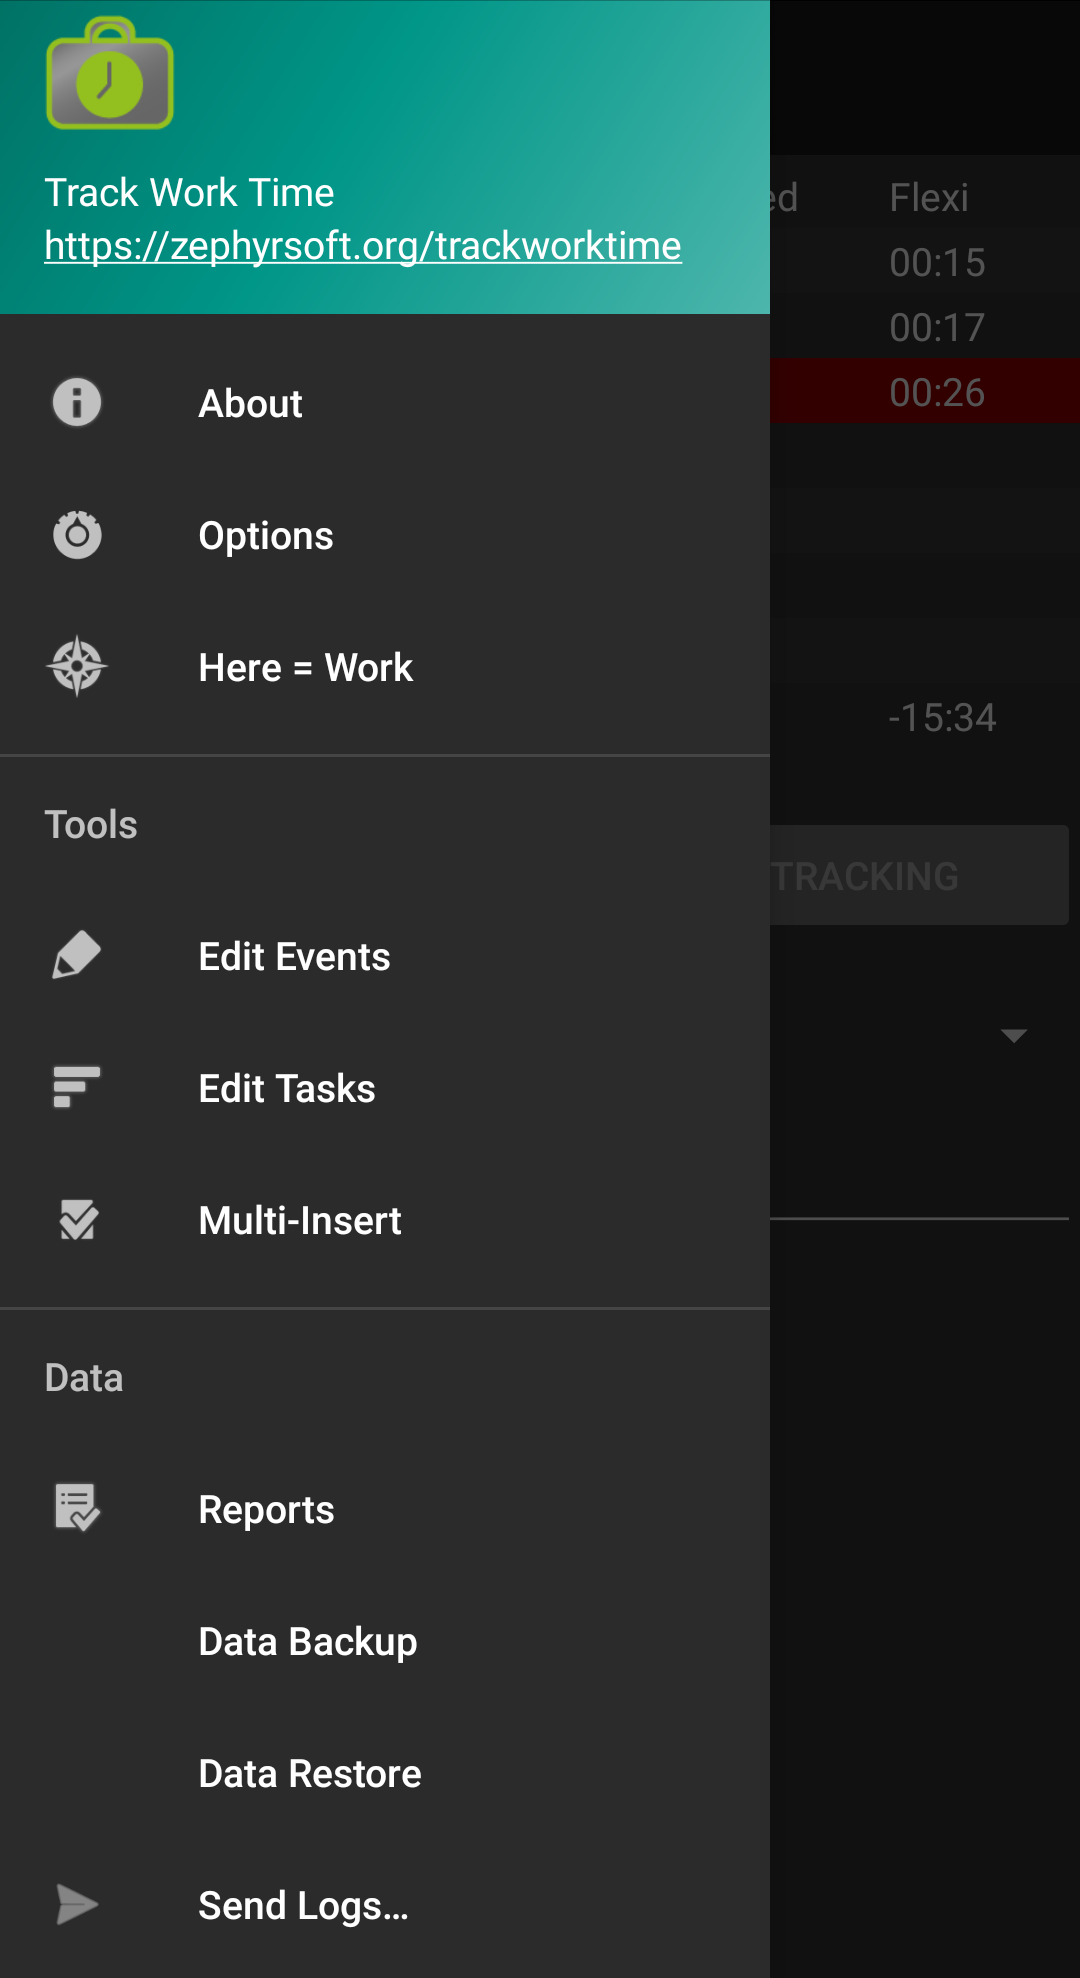 Track Work Time
https://zephyrsoft.org/trackworktime
About
Options
Here = Work
Tools
Edit Events
Edit Tasks
Multi-Insert
Data
Reports
Data Backup
Data Restore
Send Logs...
ed Flexi
00:15
00:17
00:26
-15:34
TRACKING